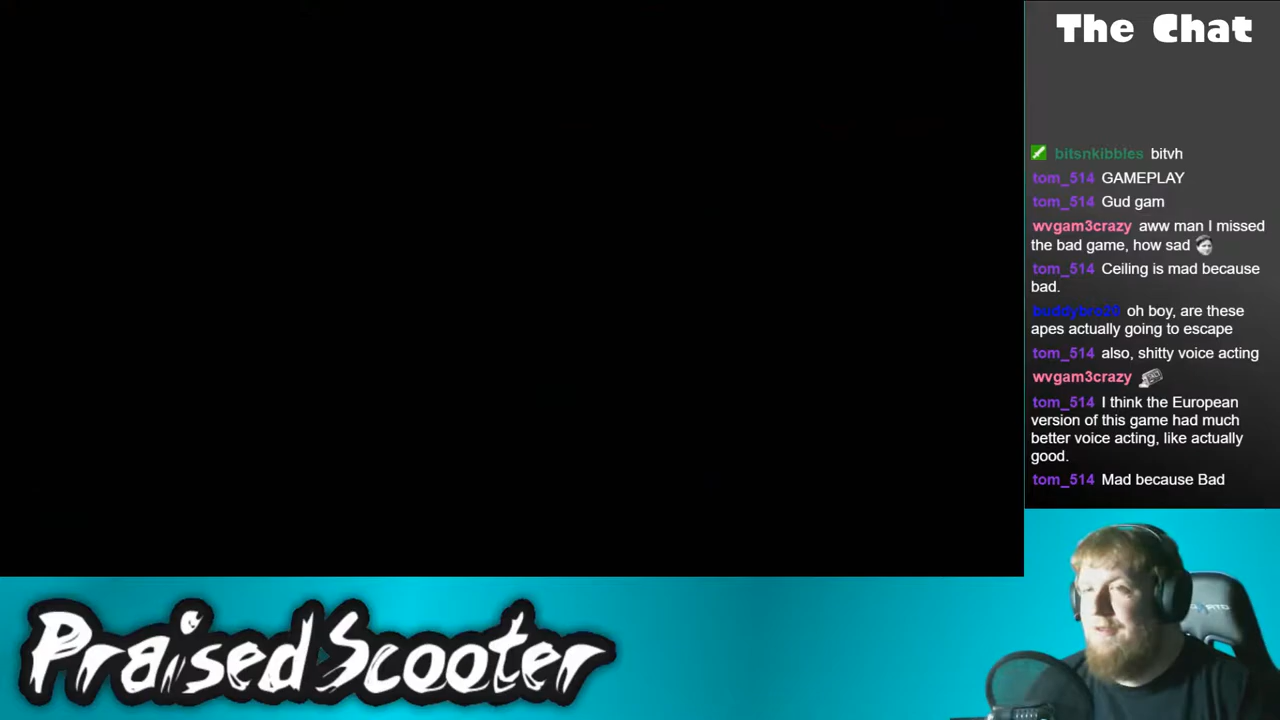 The Chat
bitsnkibbles bitvh
tom_514 GAMEPLAY
tom_514 Gud gam
wvgam3crazy aww man I missed
the bad game, how sad
tom_514 Ceiling is mad because
bad.
buddybro20 oh boy, are these
apes actually going to escape
tom_514 also, shitty voice acting
wvgam3crazy
tom_514 I think the European
version of this game had much
better voice acting, like actually
good.
tom_514 Mad because Bad
PraisedScooter